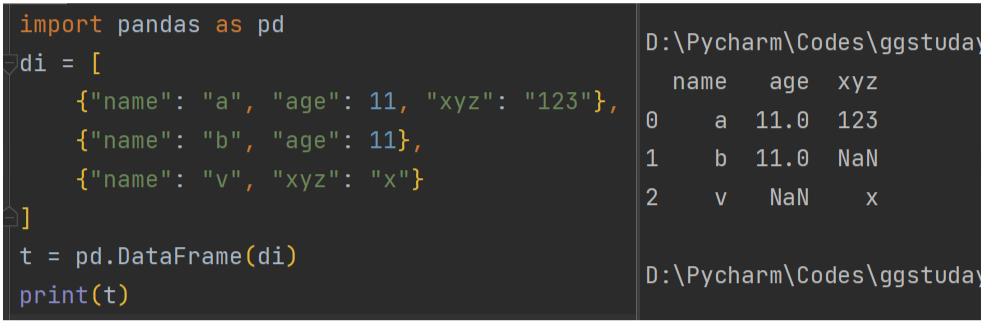 import pandas as pd
di = [
    {"name": "a", "age": 11, "xyz": "123"},
    {"name": "b", "age": 11},
    {"name": "v", "xyz": "x"}
]
t = pd.DataFrame(di)
print(t)
D:\Pycharm\Codes\ggstuday
  name   age  xyz
0    a  11.0  123
1    b  11.0  NaN
2    v   NaN    x
D:\Pycharm\Codes\ggstuday